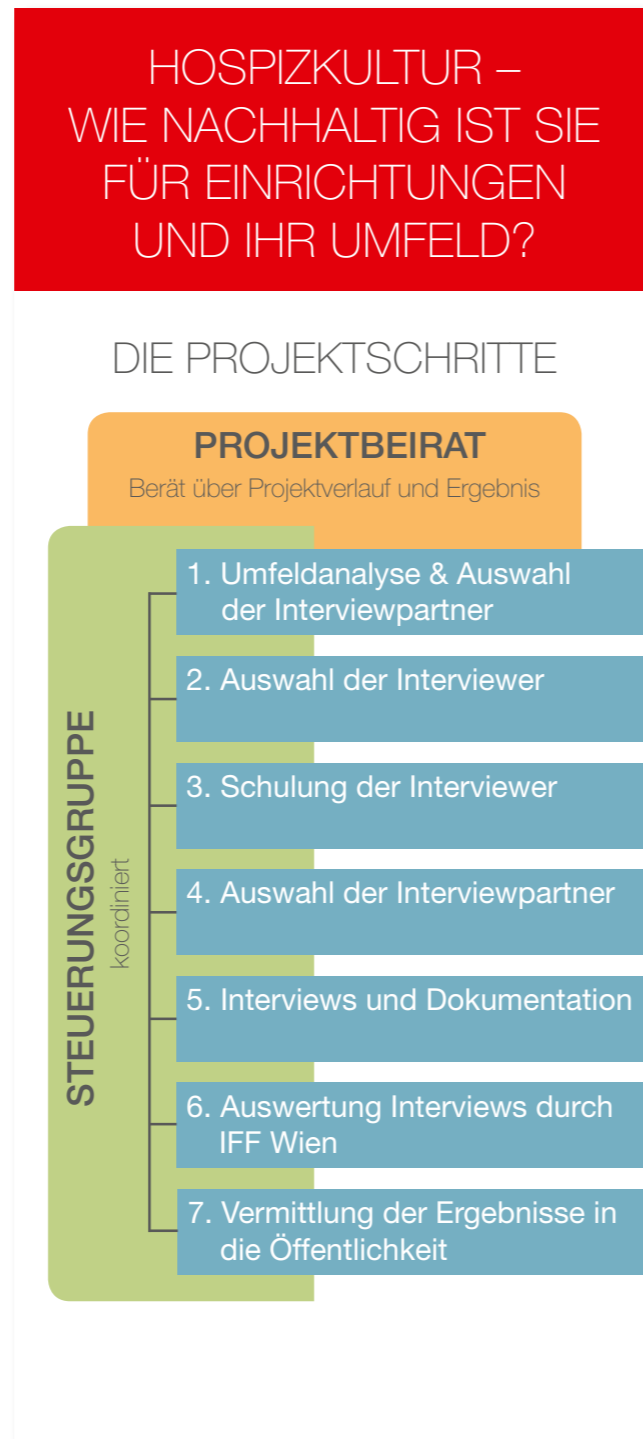 HOSPIZKULTUR –
WIE NACHHALTIG IST SIE
FÜR EINRICHTUNGEN
UND IHR UMFELD?
DIE PROJEKTSCHRITTE
PROJEKTBEIRAT
Berät über Projektverlauf und Ergebnis
STEUERUNGSGRUPPE
koordiniert
1. Umfeldanalyse & Auswahl
der Interviewpartner
2. Auswahl der Interviewer
3. Schulung der Interviewer
4. Auswahl der Interviewpartner
5. Interviews und Dokumentation
6. Auswertung Interviews durch
IFF Wien
7. Vermittlung der Ergebnisse in
die Öffentlichkeit